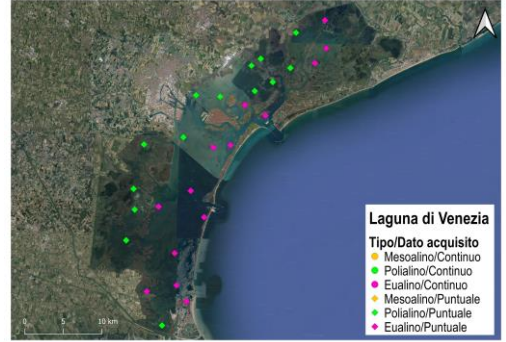 Laguna di Venezia
Tipo/Dato acquisito
Mesoalino/Continuo
Polialino/Continuo
Eualino/Continuo
Mesoalino/Puntuale
Polialino/Puntuale
Eualino/Puntuale
0 5 10 km